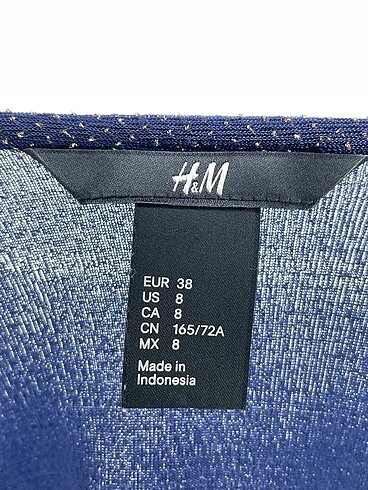 H&M
EUR 38
US 8
CA 8
CN 165/72A
MX 8
Made in
Indonesia